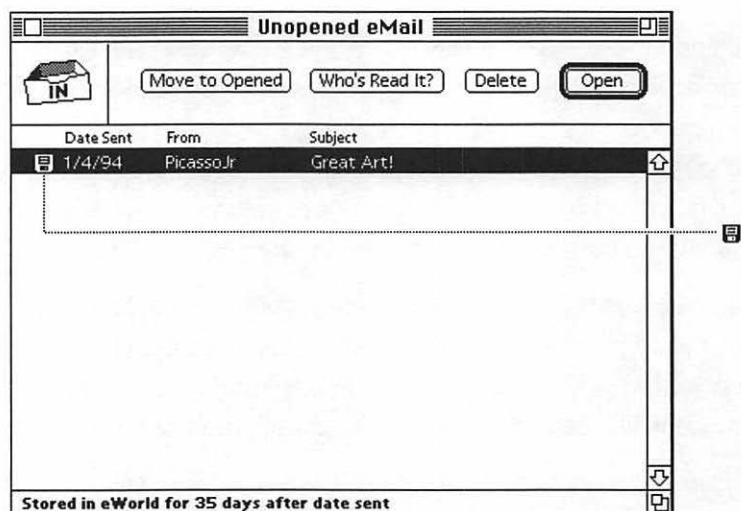 Unopened eMail
IN
Move to Opened Who's Read It? Delete Open
Date Sent From Subject
1/4/94 PicassoJr Great Art!
Stored in eWorld for 35 days after date sent